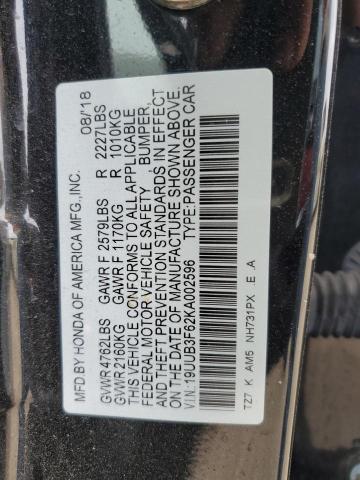 MFD BY HONDA OF AMERICA MFG.,INC. 08/18
GVWR 4762LBS GAWR F 2579LBS R 2227LBS
GVWR 2160KG GAWR F 1170KG R 1010KG
THIS VEHICLE CONFORMS TO ALL APPLICABLE
FEDERAL MOTOR VEHICLE SAFETY , BUMPER,
AND THEFT PREVENTION STANDARDS IN EFFECT
ON THE DATE OF MANUFACTURE SHOWN ABOVE.
V.I.N: 19UUB3F62KA002596 TYPE:PASSENGER CAR
TZ7 K AM5 NH731PX E .A